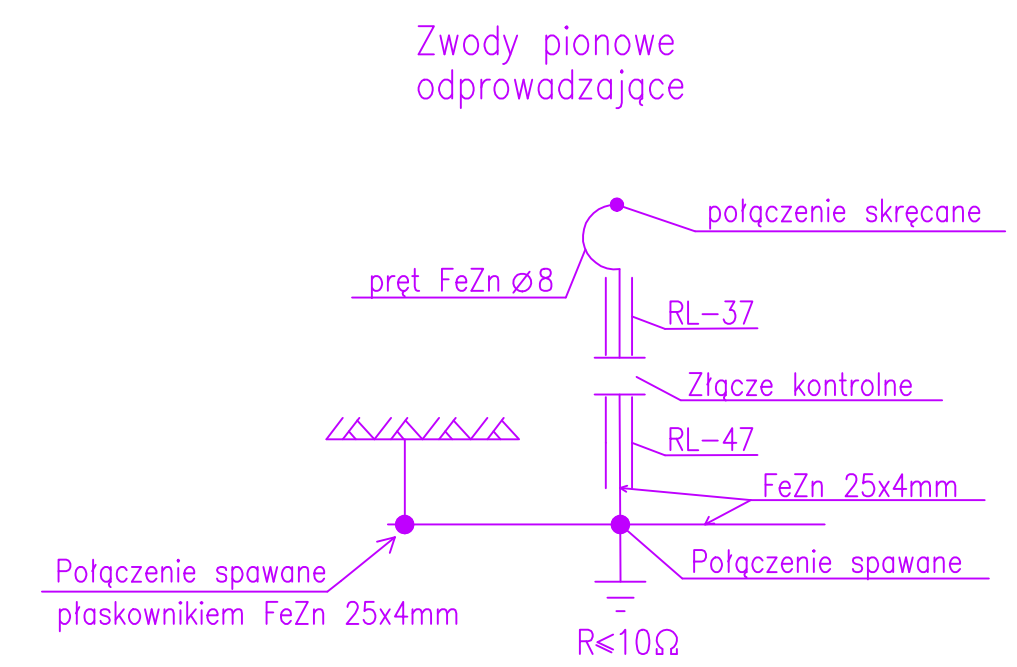 Zwody pionowe
odprowadzające
połączenie skręcane
pręt FeZn ⌀8
RL-37
Złącze kontrolne
RL-47
FeZn 25x4mm
Połączenie spawane
Połączenie spawane
płaskownikiem FeZn 25x4mm
R⩽10Ω